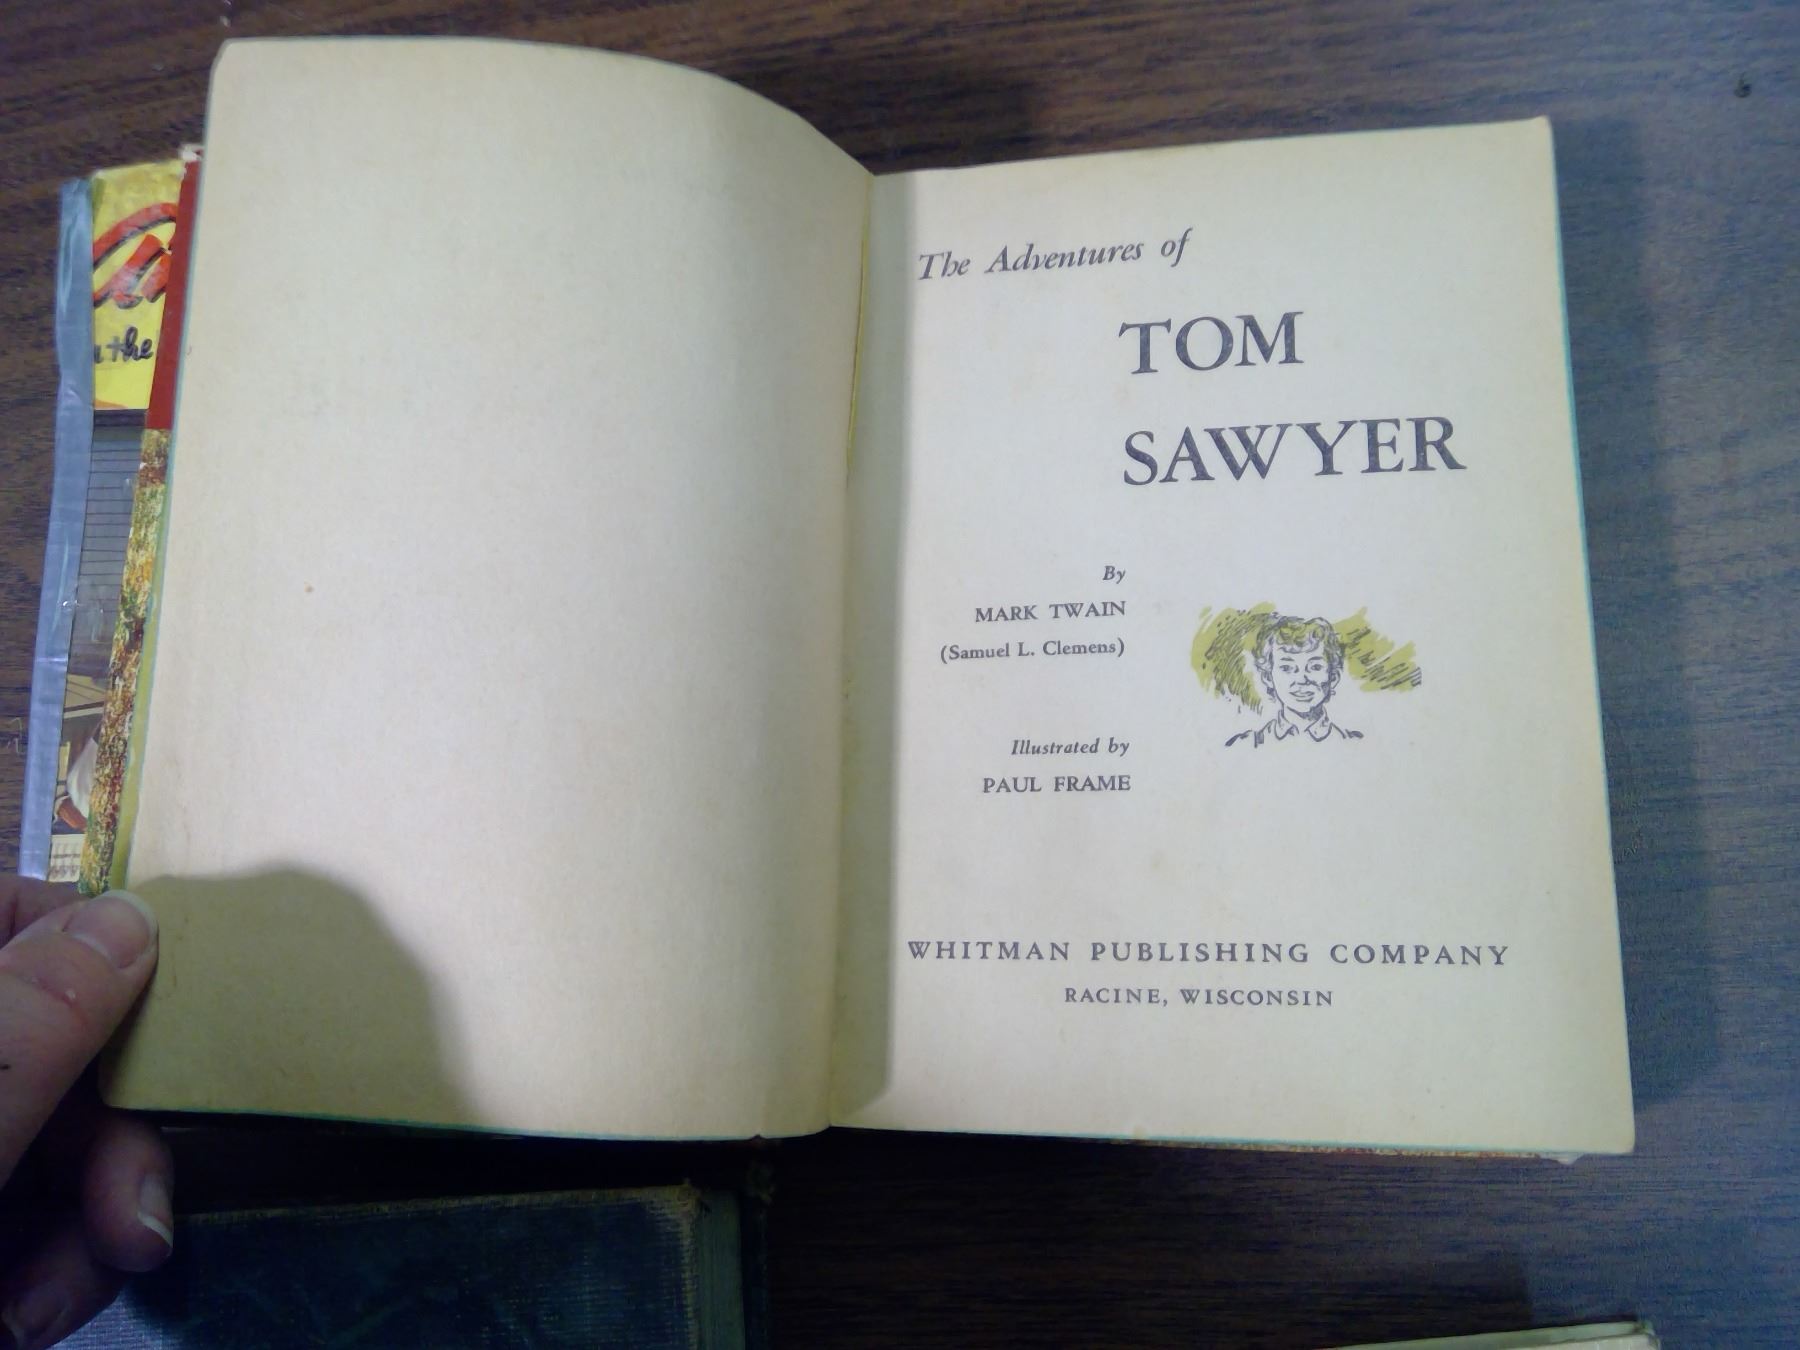 the
The Adventures of
TOM
SAWYER
By
MARK TWAIN
(Samuel L. Clemens)
Illustrated by
PAUL FRAME
WHITMAN PUBLISHING COMPANY
RACINE, WISCONSIN